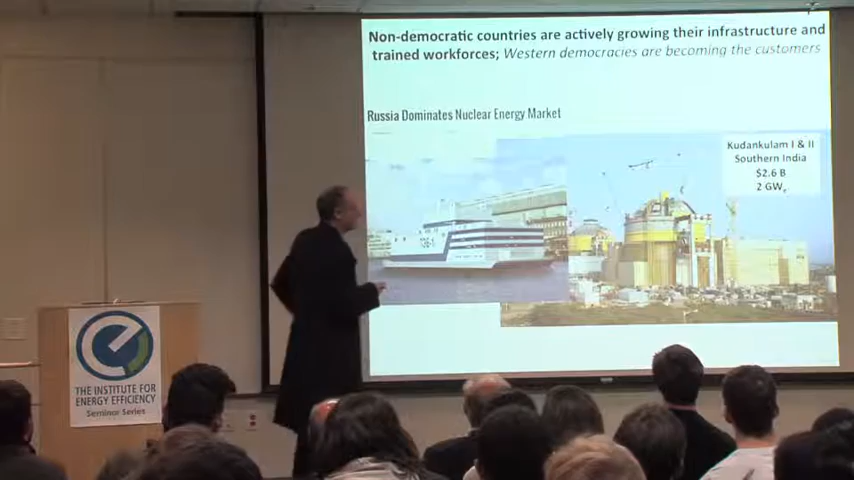 Non-democratic countries are actively growing their infrastructure and
trained workforces; Western democracies are becoming the customers
Russia Dominates Nuclear Energy Market
Kudankulam I & II
Southern India
$2.6 B
2 GW
THE INSTITUTE FOR
ENERGY EFFICIENCY
Seminar Series